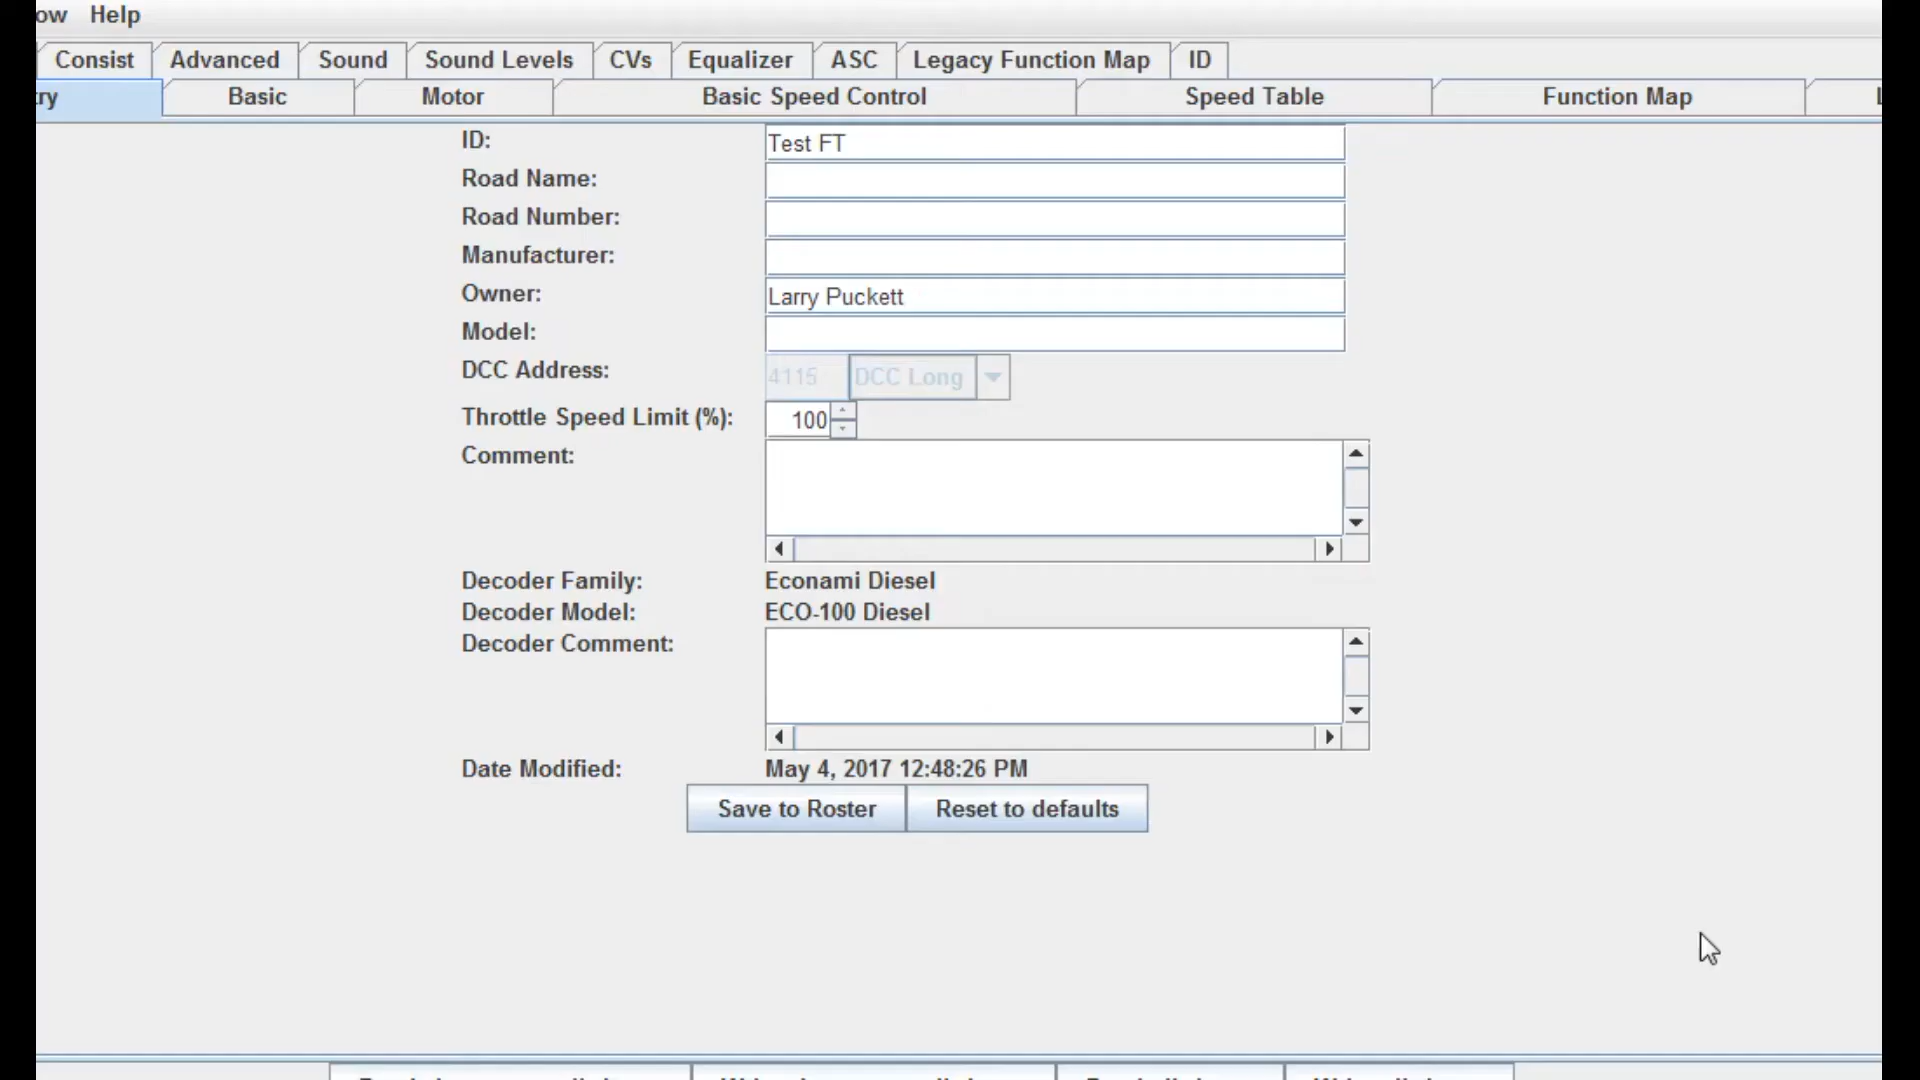 Help
Consist Advanced Sound Sound Levels CVs Equalizer ASC Legacy Function Map ID
Basic Motor Basic Speed Control Speed Table Function Map
ID: Test FT
Road Name:
Road Number:
Manufacturer:
Owner: Larry Puckett
Model:
DCC Address: 4115 DCC Long
Throttle Speed Limit (%): 100
Comment:
Decoder Family: Econami Diesel
Decoder Model: ECO-100 Diesel
Decoder Comment:
Date Modified: May 4, 2017 12:48:26 PM
Save to Roster Reset to defaults